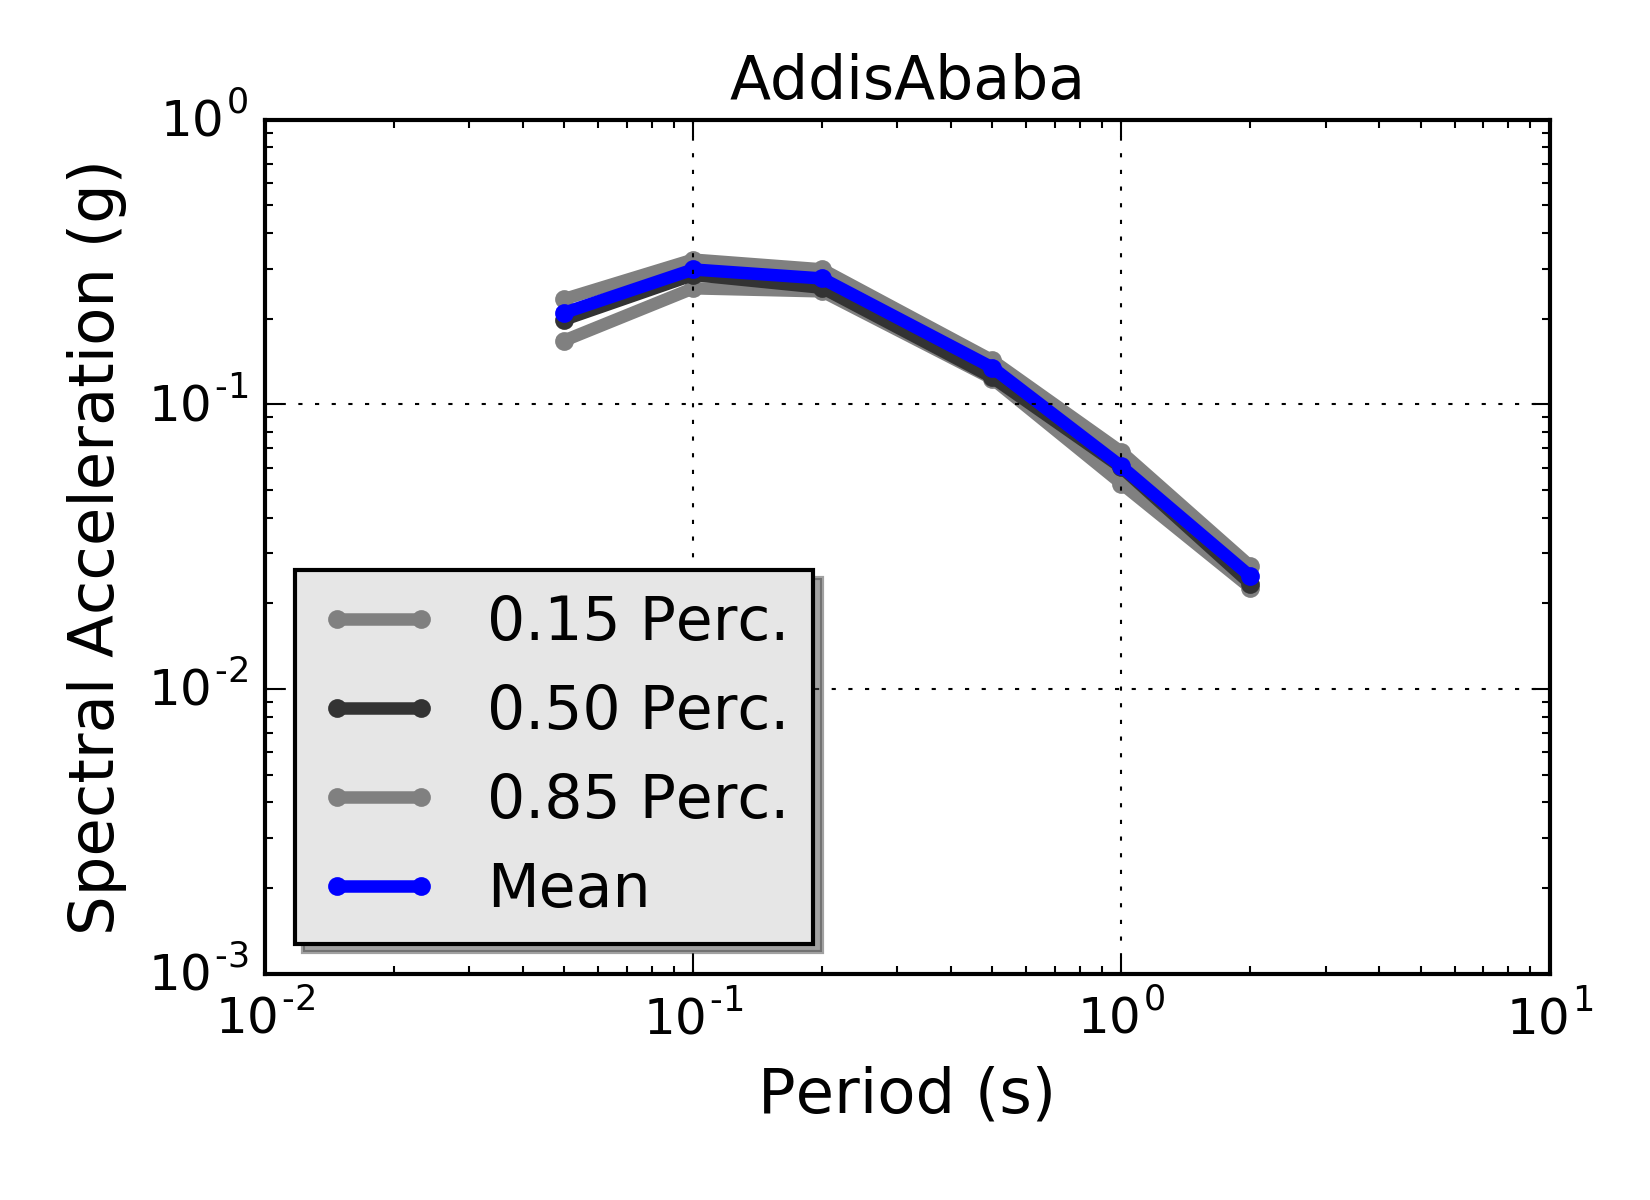 AddisAbaba
Spectral Acceleration (g)
10^0
10^-1
10^-2
10^-3
0.15 Perc.
0.50 Perc.
0.85 Perc.
Mean
10^-2 10^-1 10^0 10^1
Period (s)